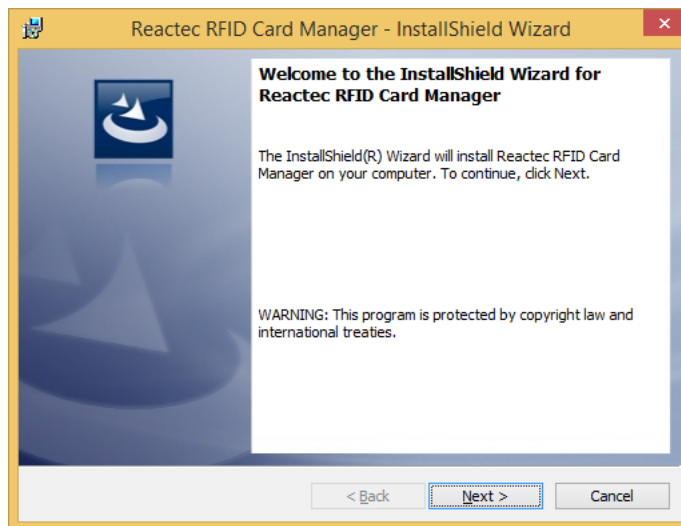 Reactec RFID Card Manager - InstallShield Wizard
Welcome to the InstallShield Wizard for
Reactec RFID Card Manager
The InstallShield(R) Wizard will install Reactec RFID Card
Manager on your computer. To continue, click Next.
WARNING: This program is protected by copyright law and
international treaties.
< Back Next > Cancel